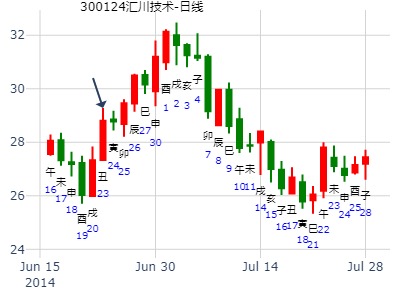 300124汇川技术-日线
32
30
28
26
24
午
16
未
17
申
18
酉
19
戌
20
丑
23
寅
24
卯
25
辰
26
巳
27
申
30
酉
1
戌
2
亥
3
子
4
卯
7
辰
8
巳
9
午
10
未
11
戌
14
亥
15
子
16
丑
17
寅
18
巳
21
午
22
未
23
申
24
酉
25
子
28
Jun 15
2014
Jun 30
Jul 14
Jul 28